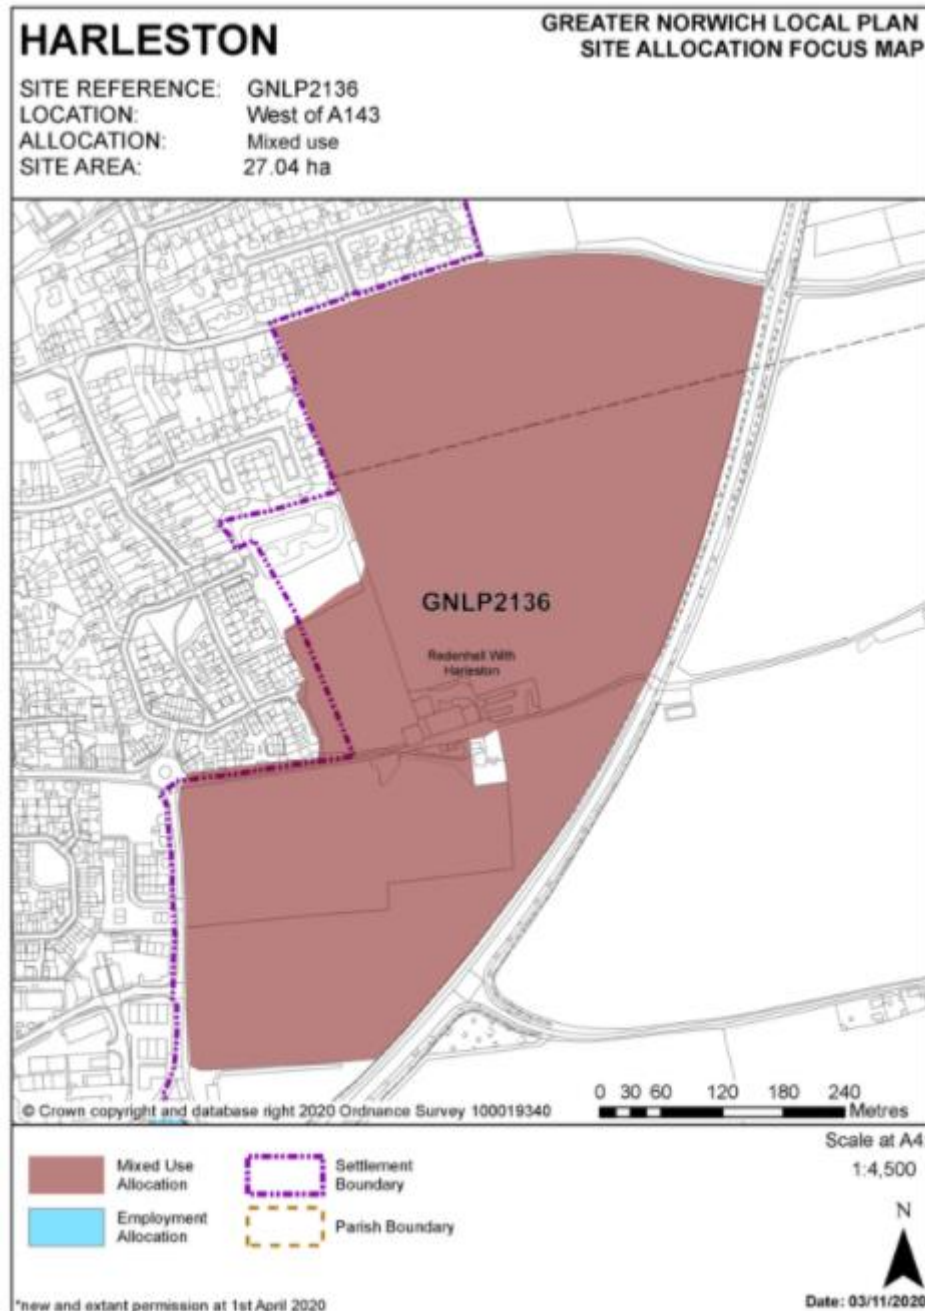 HARLESTON
GREATER NORWICH LOCAL PLAN
SITE ALLOCATION FOCUS MAP
SITE REFERENCE: GNLP2136
LOCATION: West of A143
ALLOCATION: Mixed use
SITE AREA: 27.04 ha
GNLP2136
Redenhall With
Harleston
© Crown copyright and database right 2020 Ordnance Survey 100019340
0 30 60 120 180 240
Metres
Mixed Use
Allocation
Settlement
Boundary
Employment
Allocation
Parish Boundary
Scale at A4
1:4,500
N
*new and extant permission at 1st April 2020
Date: 03/11/2020